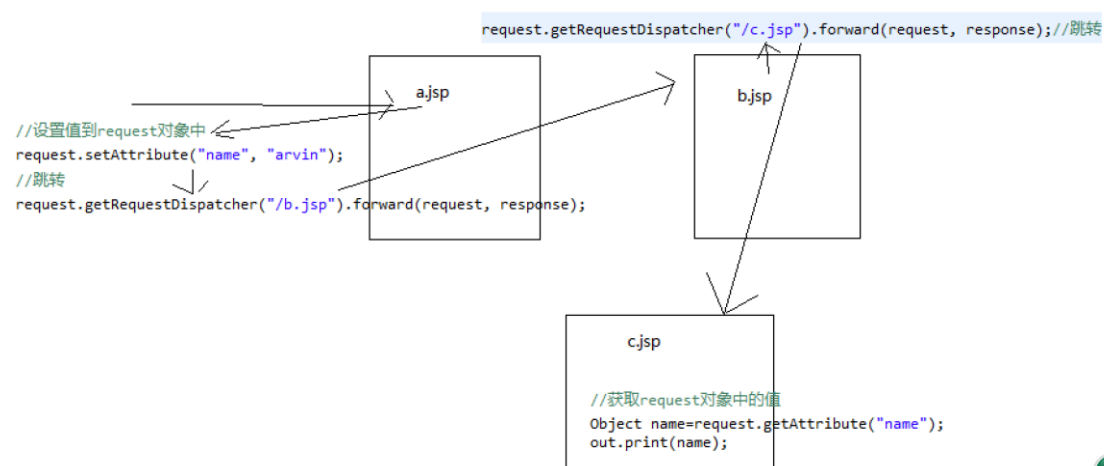 request.getRequestDispatcher("/c.jsp").forward(request, response);//跳转
a.jsp
b.jsp
//设置值到request对象中
request.setAttribute("name", "arvin");
//跳转
request.getRequestDispatcher("/b.jsp").forward(request, response);
c.jsp
//获取request对象中的值
Object name=request.getAttribute("name");
out.print(name);